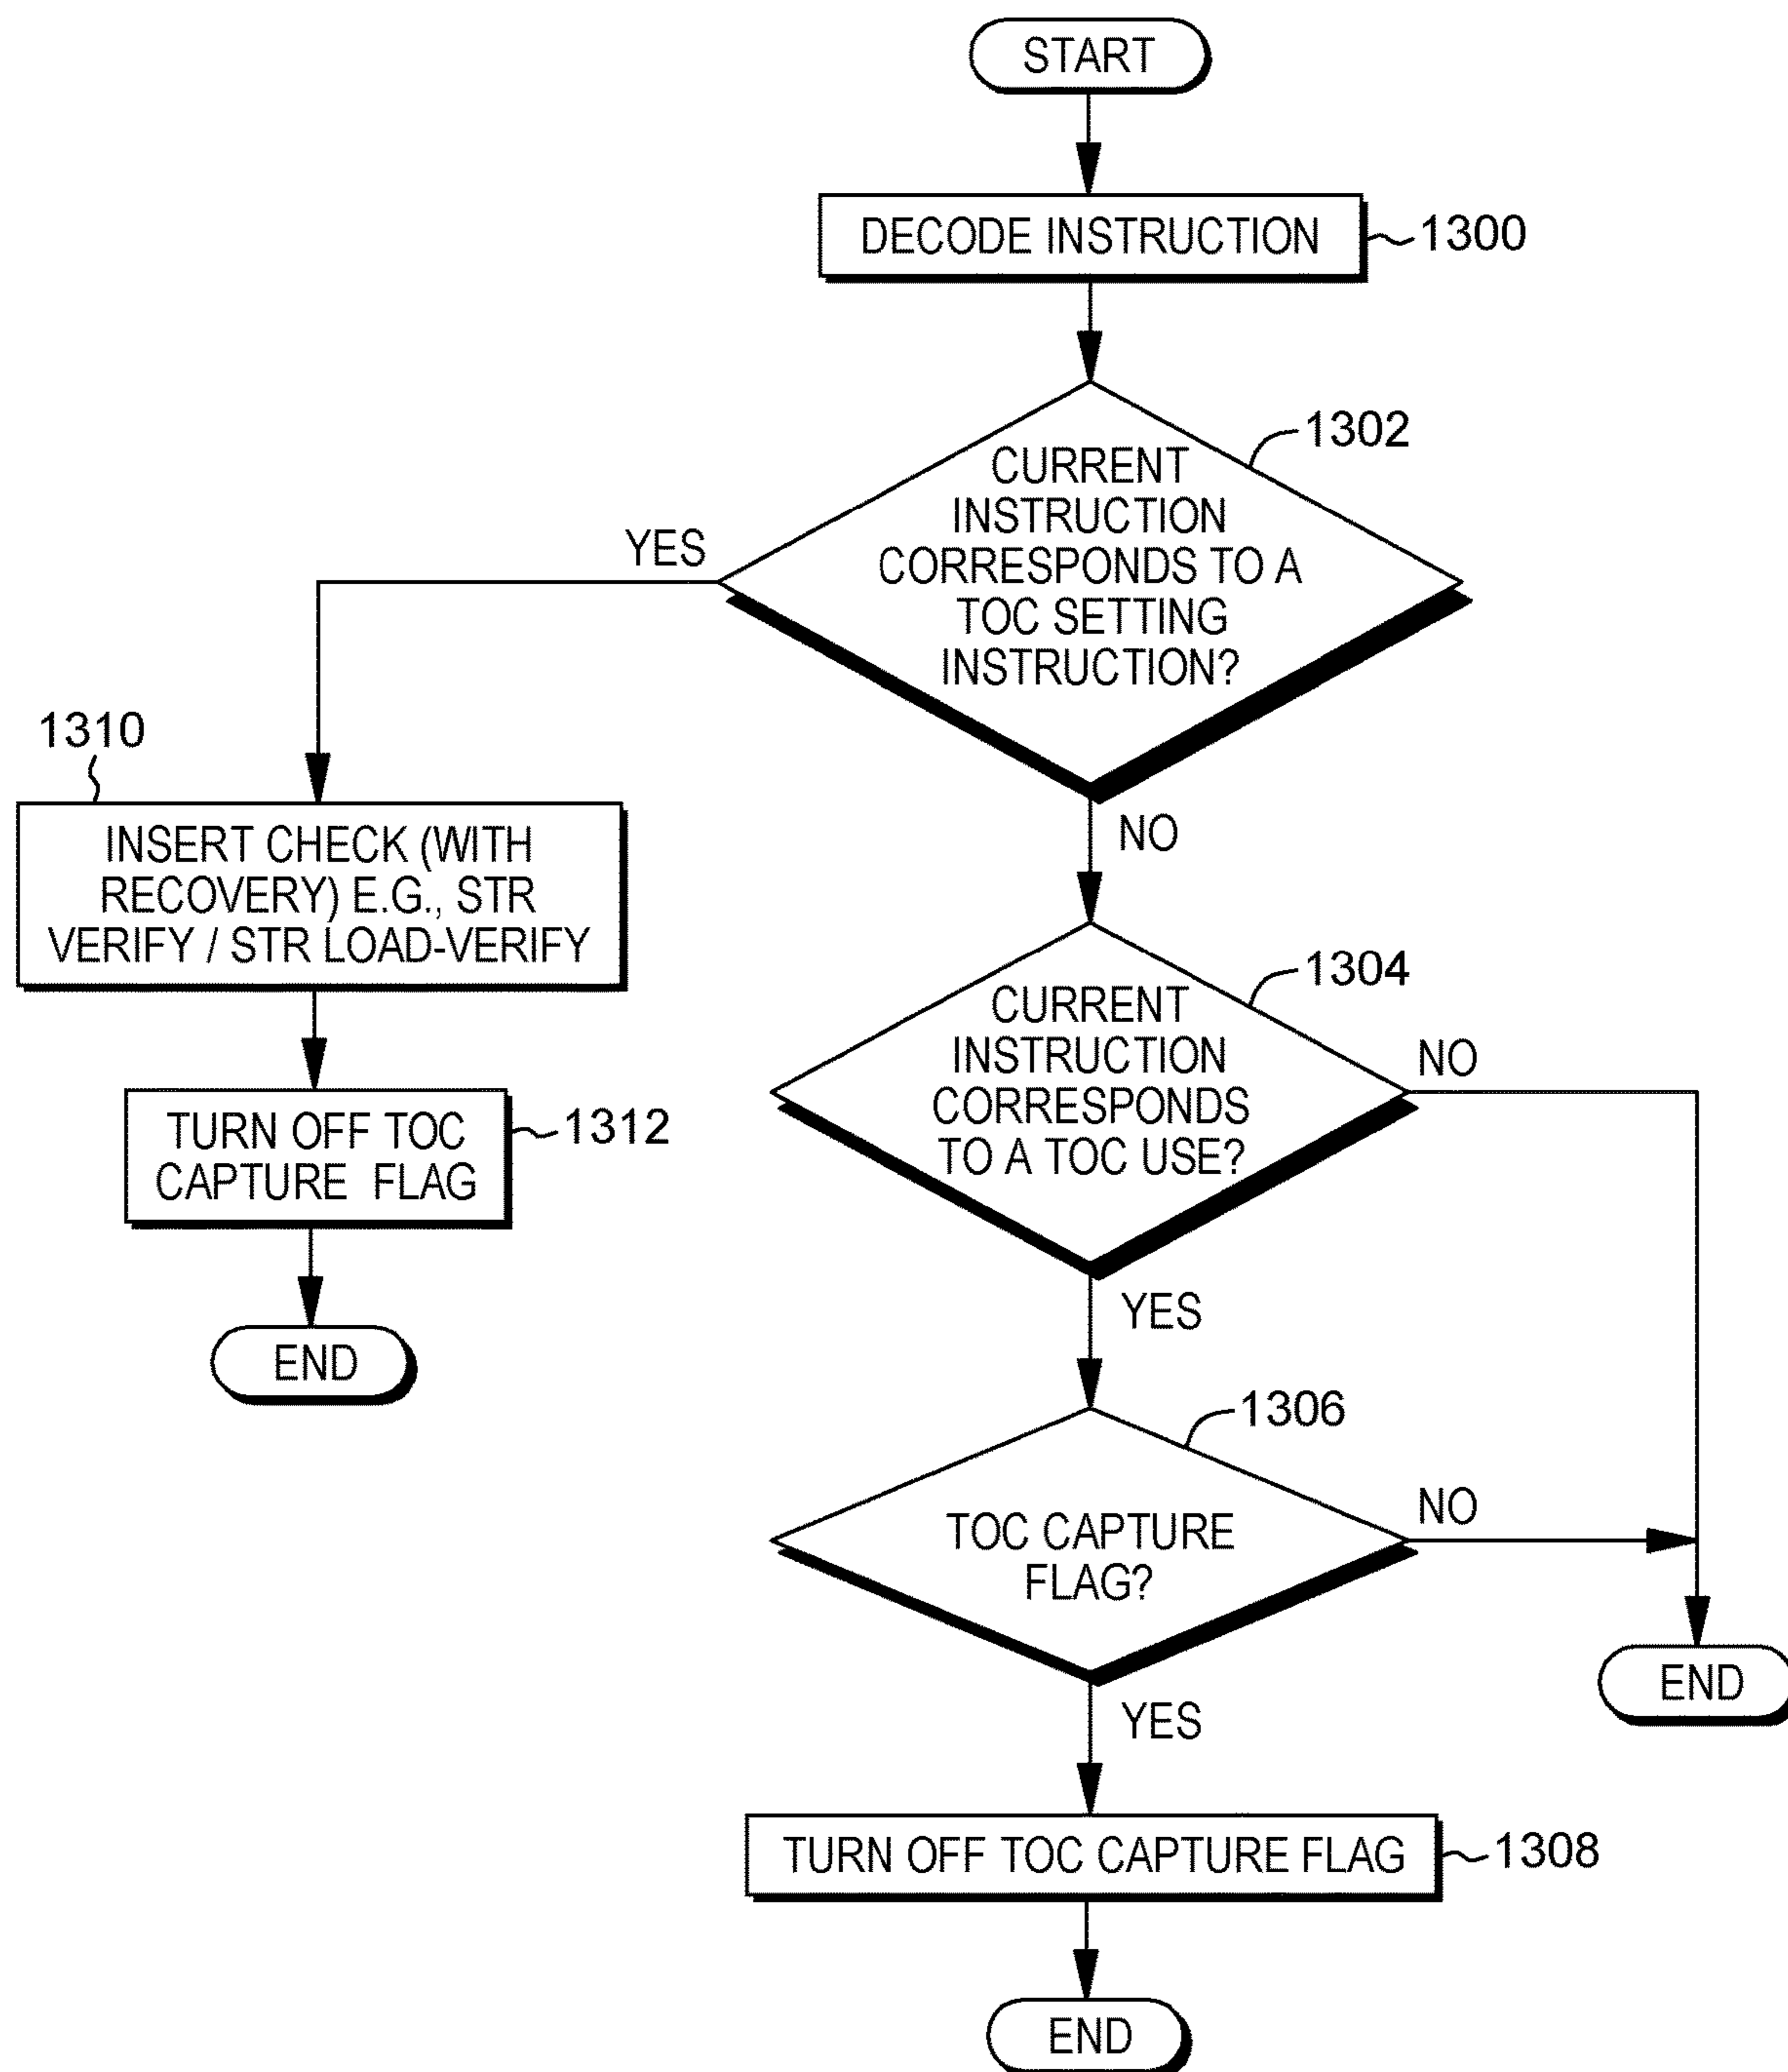 START
DECODE INSTRUCTION
1300
1302
CURRENT
INSTRUCTION
CORRESPONDS TO A
TOC SETTING
INSTRUCTION?
YES
NO
1310
INSERT CHECK (WITH
RECOVERY) E.G., STR
VERIFY / STR LOAD-VERIFY
TURN OFF TOC
CAPTURE FLAG
1312
END
1304
CURRENT
INSTRUCTION
CORRESPONDS
TO A TOC USE?
NO
YES
1306
TOC CAPTURE
FLAG?
NO
END
YES
TURN OFF TOC CAPTURE FLAG
1308
END